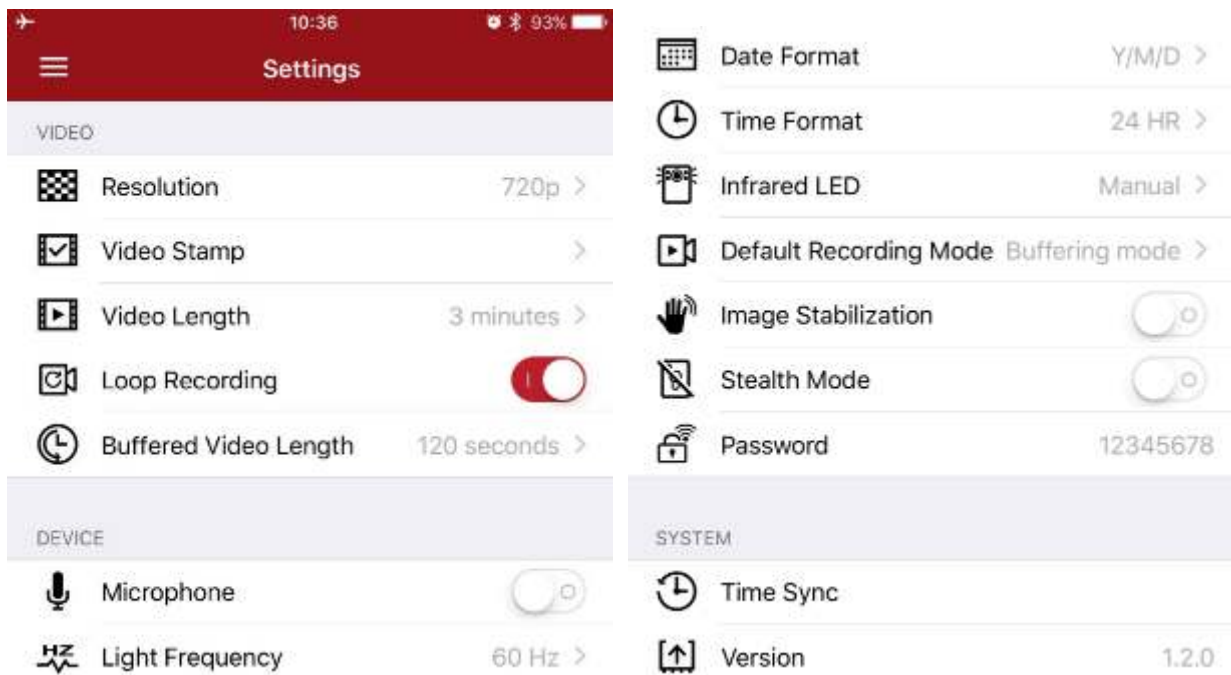 10:36 93%
Settings
VIDEO
Resolution 720p
Video Stamp
Video Length 3 minutes
Loop Recording
Buffered Video Length 120 seconds
DEVICE
Microphone
Light Frequency 60 Hz
Date Format Y/M/D
Time Format 24 HR
Infrared LED Manual
Default Recording Mode Buffering mode
Image Stabilization
Stealth Mode
Password 12345678
SYSTEM
Time Sync
Version 1.2.0